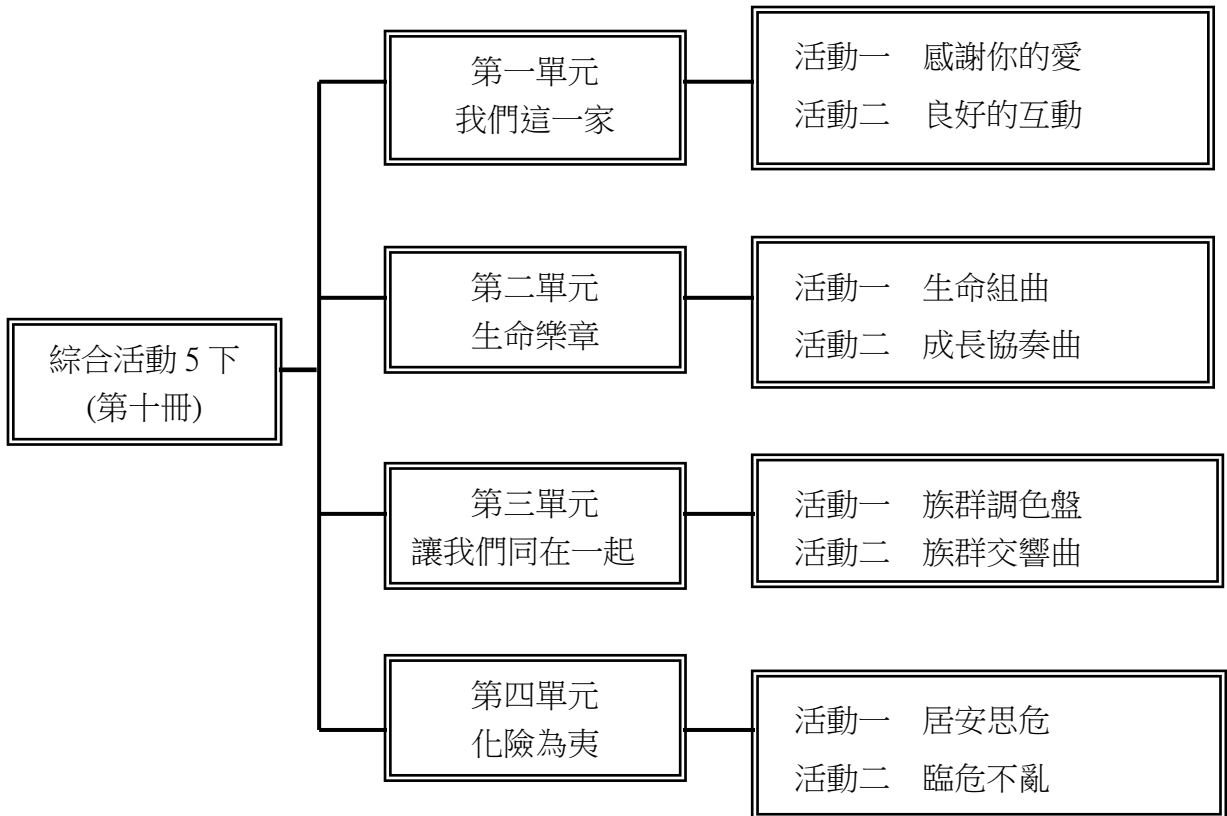 第一單元
我們這一家
活動一　感謝你的愛
活動二　良好的互動
第二單元
生命樂章
活動一　生命組曲
活動二　成長協奏曲
綜合活動 5 下
(第十冊)
第三單元
讓我們同在一起
活動一　族群調色盤
活動二　族群交響曲
第四單元
化險為夷
活動一　居安思危
活動二　臨危不亂